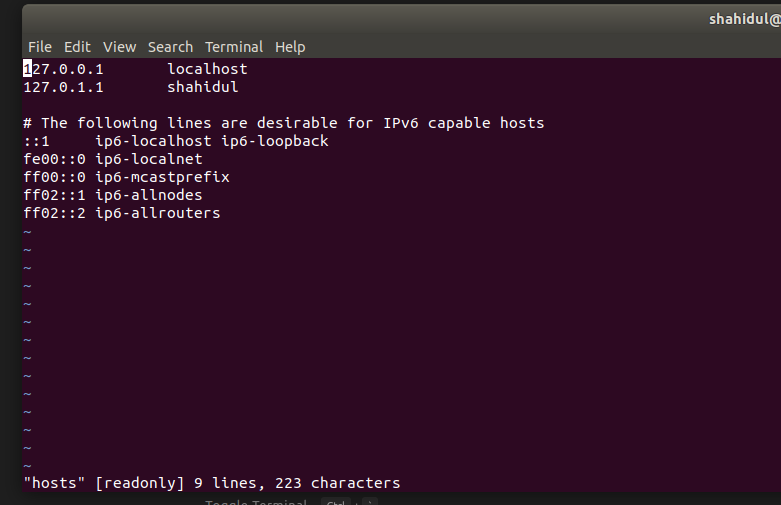 shahidul@
File Edit View Search Terminal Help
127.0.0.1       localhost
127.0.1.1       shahidul
# The following lines are desirable for IPv6 capable hosts
::1     ip6-localhost ip6-loopback
fe00::0 ip6-localnet
ff00::0 ip6-mcastprefix
ff02::1 ip6-allnodes
ff02::2 ip6-allrouters
~
~
~
~
~
~
~
~
~
~
~
~
~
~
"hosts" [readonly] 9 lines, 223 characters
Toggle Terminal Ctrl + `